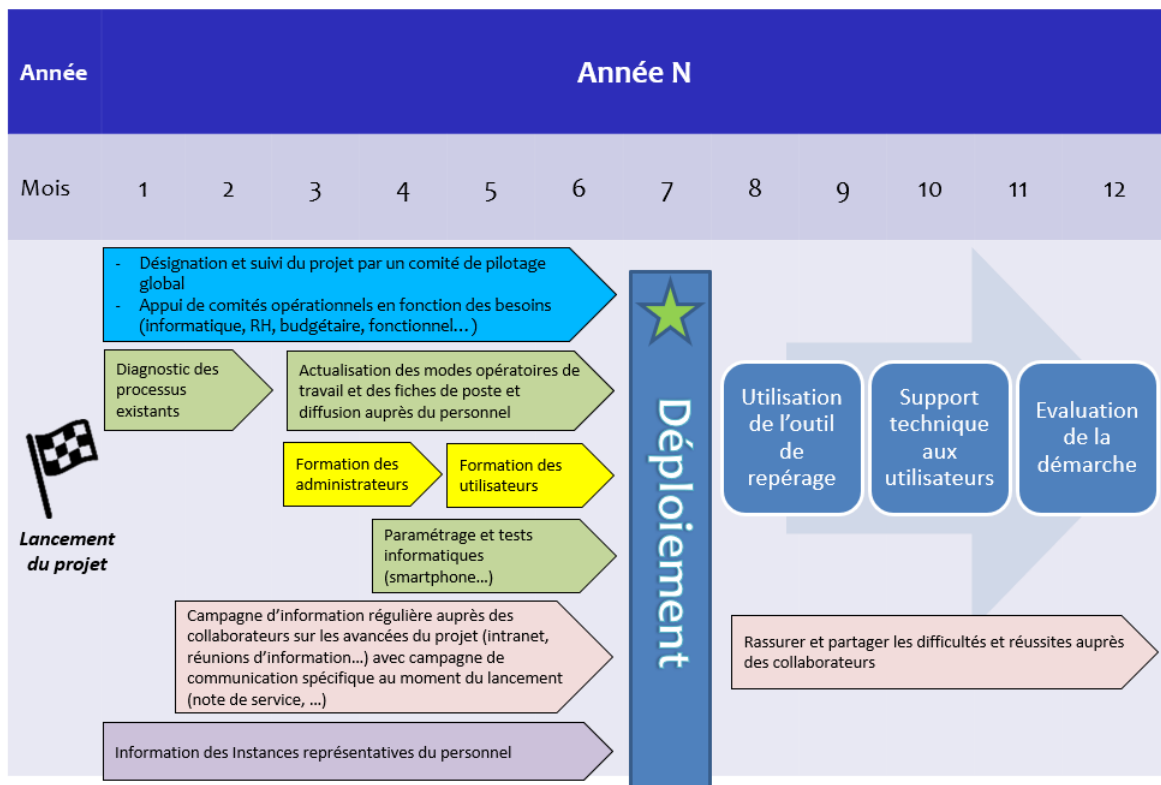 Année
Année N
Mois 1 2 3 4 5 6 7 8 9 10 11 12
- Désignation et suivi du projet par un comité de pilotage
global
- Appui de comités opérationnels en fonction des besoins
(informatique, RH, budgétaire, fonctionnel…)
Diagnostic des
processus
existants
Actualisation des modes opératoires de
travail et des fiches de poste et
diffusion auprès du personnel
Lancement
du projet
Formation des
administrateurs
Formation des
utilisateurs
Paramétrage et tests
informatiques
(smartphone…)
Campagne d’information régulière auprès des
collaborateurs sur les avancées du projet (intranet,
réunions d’information…) avec campagne de
communication spécifique au moment du lancement
(note de service, …)
Information des Instances représentatives du personnel
Déploiement
Utilisation
de l’outil
de
repérage
Support
technique
aux
utilisateurs
Evaluation
de la
démarche
Rassurer et partager les difficultés et réussites auprès
des collaborateurs